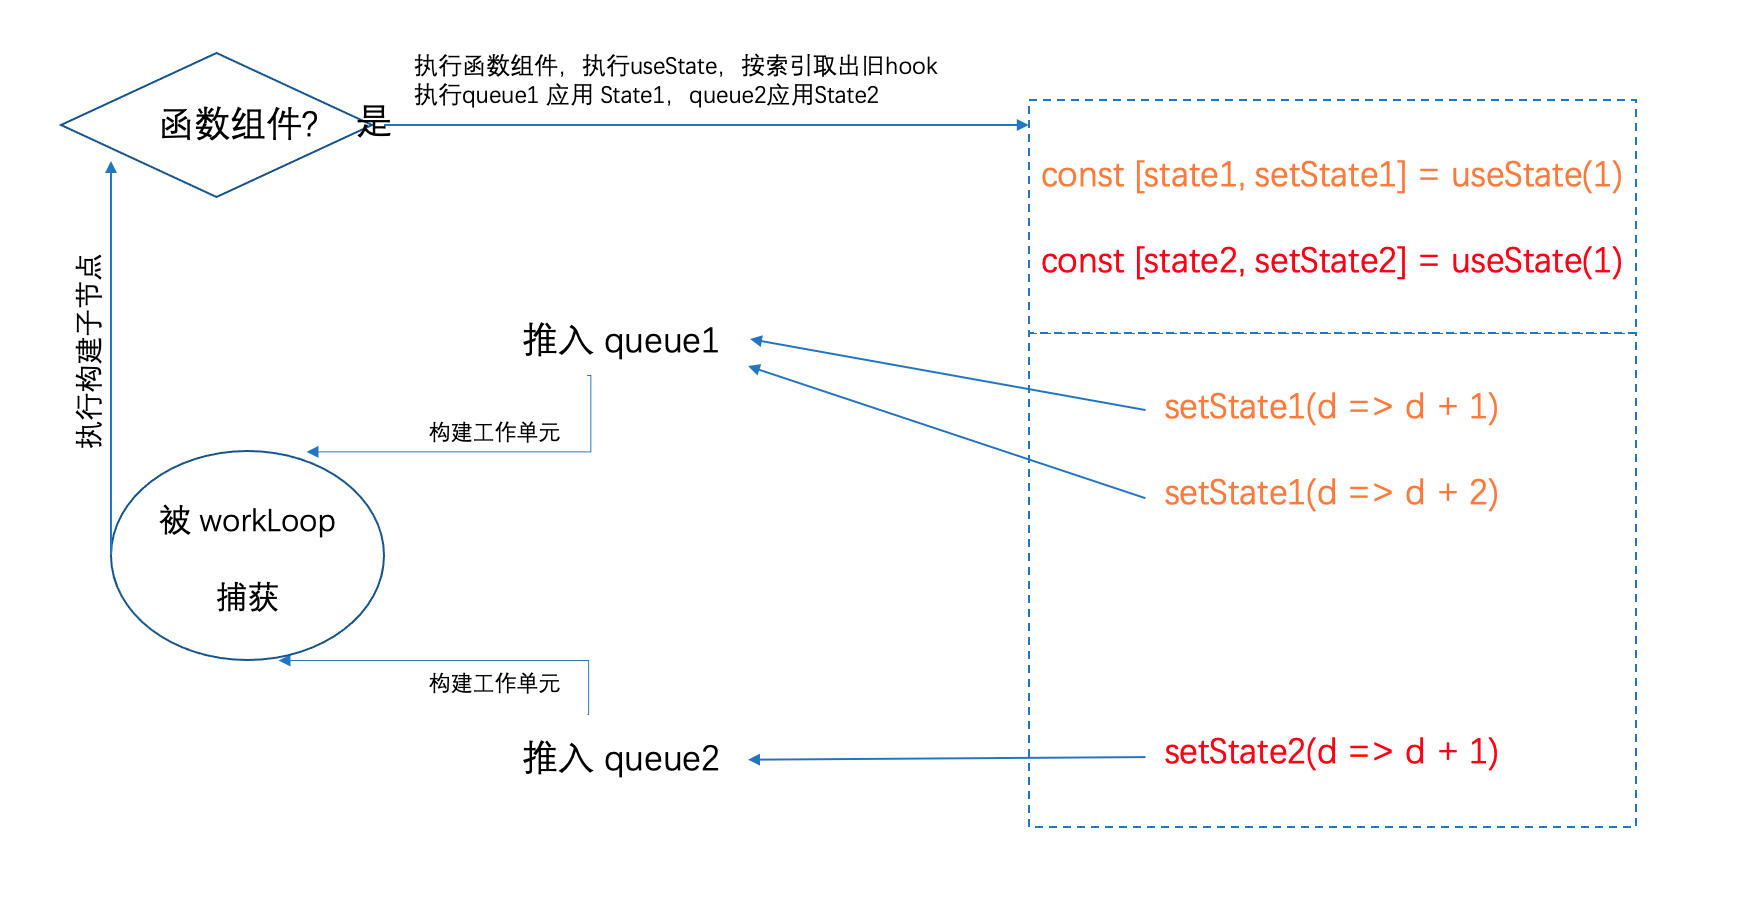 执行函数组件，执行useState，按索引取出旧hook
执行queue1 应用 State1，queue2应用State2
函数组件?
是
const [state1, setState1] = useState(1)
const [state2, setState2] = useState(1)
执行构建子节点
推入 queue1
setState1(d => d + 1)
构建工作单元
setState1(d => d + 2)
被 workLoop
捕获
构建工作单元
推入 queue2
setState2(d => d + 1)